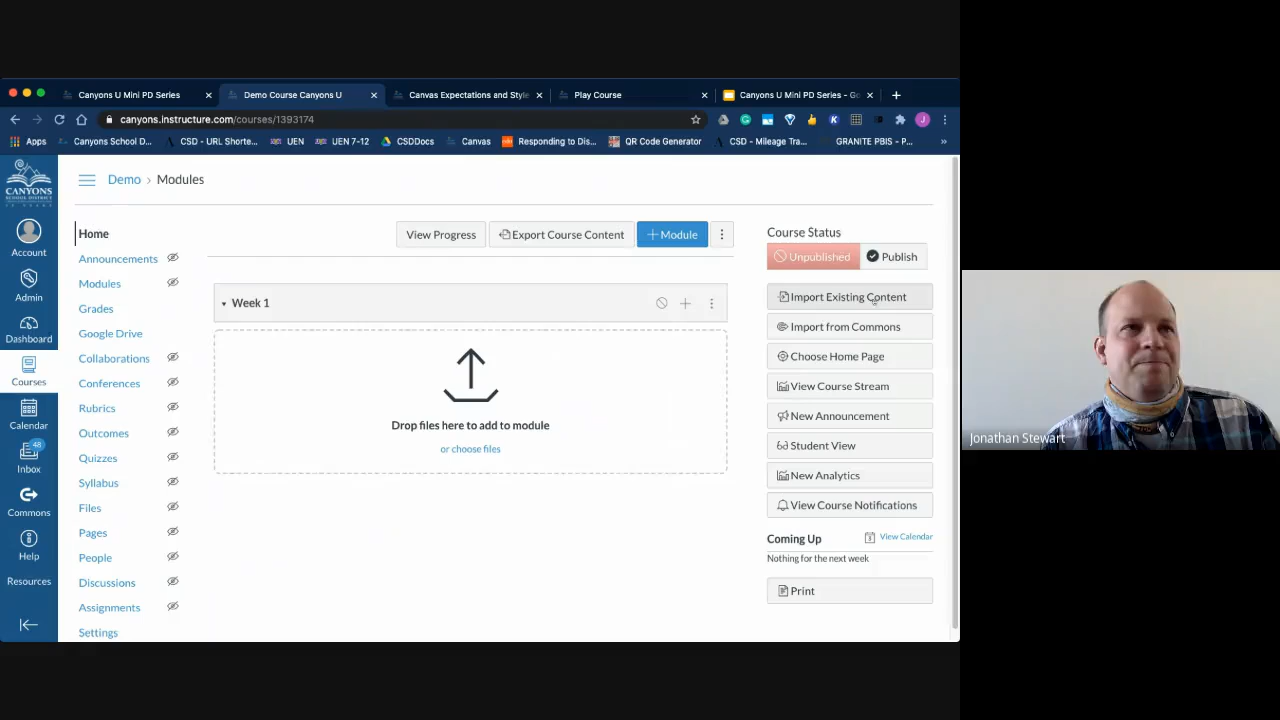 Canyons U Mini PD Series
Demo Course Canyons U
Canvas Expectations and Style
Play Course
Canyons U Mini PD Series - Go
canyons.instructure.com/courses/1393174
J
Apps
Canyons School D...
CSD - URL Shorte...
UEN
UEN 7-12
CSDDocs
Canvas
Responding to Dis...
QR Code Generator
CSD - Mileage Tra...
GRANITE PBIS - P...
»
CANYONS
Account
Admin
Dashboard
Courses
Calendar
48
Inbox
Commons
Help
Resources
Demo › Modules
Home
Announcements
Modules
Grades
Google Drive
Collaborations
Conferences
Rubrics
Outcomes
Quizzes
Syllabus
Files
Pages
People
Discussions
Assignments
Settings
View Progress
Export Course Content
+ Module
Week 1
Drop files here to add to module
or choose files
Course Status
Unpublished
Publish
Import Existing Content
Import from Commons
Choose Home Page
View Course Stream
New Announcement
Student View
New Analytics
View Course Notifications
Coming Up
View Calendar
Nothing for the next week
Print
Jonathan Stewart